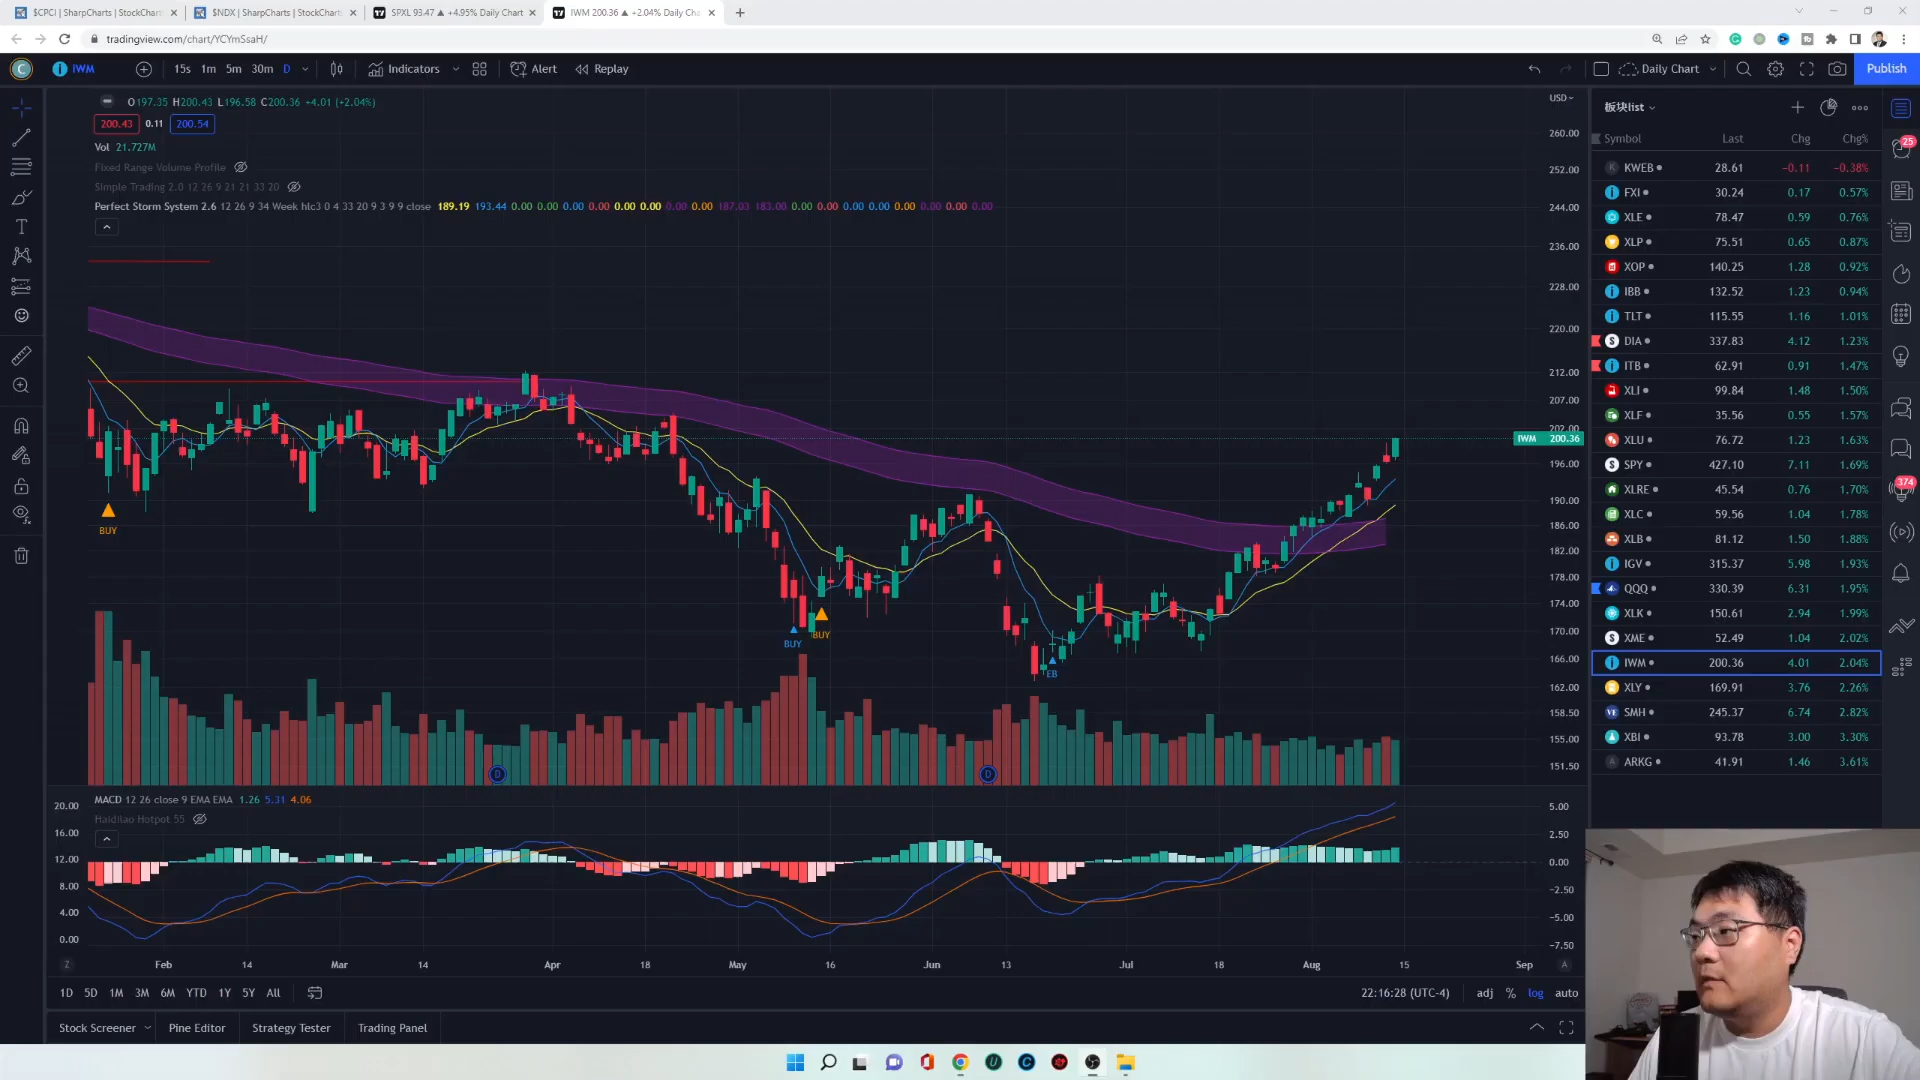 $CPCI | SharpCharts | StockChart
$NDX | SharpCharts | StockChart
SPXL 93.47 ▲ +4.95% Daily Chart
IWM 200.36 ▲ +2.04% Daily Ch
tradingview.com/chart/YCYmSsaH/
C IWM 15s 1m 5m 30m D Indicators Alert Replay Daily Chart Publish
O197.35 H200.43 L196.58 C200.36 +4.01 (+2.04%)
200.43 0.11 200.54
Vol 21.727M
Fixed Range Volume Profile
Simple Trading 2.0 12 26 9 21 21 33 20
Perfect Storm System 2.6 12 26 9 34 Week hlc3 0 4 33 20 9 3 9 9 close 189.19 193.44 0.00 0.00 0.00 0.00 0.00 0.00 0.00 0.00 187.03 183.00 0.00 0.00 0.00 0.00 0.00 0.00 0.00 0.00
USD
260.00
252.00
244.00
236.00
228.00
220.00
212.00
207.00
202.00
IWM 200.36
196.00
190.00
186.00
182.00
178.00
174.00
170.00
166.00
162.00
158.50
155.00
151.50
BUY
BUY
BUY
EB
D
D
MACD 12 26 close 9 EMA EMA 1.26 5.31 4.06
Haidilao Hotpot 55
20.00
16.00
12.00
8.00
4.00
0.00
5.00
2.50
0.00
−2.50
−5.00
−7.50
Z Feb 14 Mar 14 Apr 18 May 16 Jun 13 Jul 18 Aug 15 Sep A
1D 5D 1M 3M 6M YTD 1Y 5Y All
22:16:28 (UTC-4) adj % log auto
Stock Screener Pine Editor Strategy Tester Trading Panel
板块list
Symbol Last Chg Chg%
KWEB 28.61 −0.11 −0.38%
FXI 30.24 0.17 0.57%
XLE 78.47 0.59 0.76%
XLP 75.51 0.65 0.87%
XOP 140.25 1.28 0.92%
IBB 132.52 1.23 0.94%
TLT 115.55 1.16 1.01%
DIA 337.83 4.12 1.23%
ITB 62.91 0.91 1.47%
XLI 99.84 1.48 1.50%
XLF 35.56 0.55 1.57%
XLU 76.72 1.23 1.63%
SPY 427.10 7.11 1.69%
XLRE 45.54 0.76 1.70%
XLC 59.56 1.04 1.78%
XLB 81.12 1.50 1.88%
IGV 315.37 5.98 1.93%
QQQ 330.39 6.31 1.95%
XLK 150.61 2.94 1.99%
XME 52.49 1.04 2.02%
IWM 200.36 4.01 2.04%
XLY 169.91 3.76 2.26%
SMH 245.37 6.74 2.82%
XBI 93.78 3.00 3.30%
ARKG 41.91 1.46 3.61%
25
374